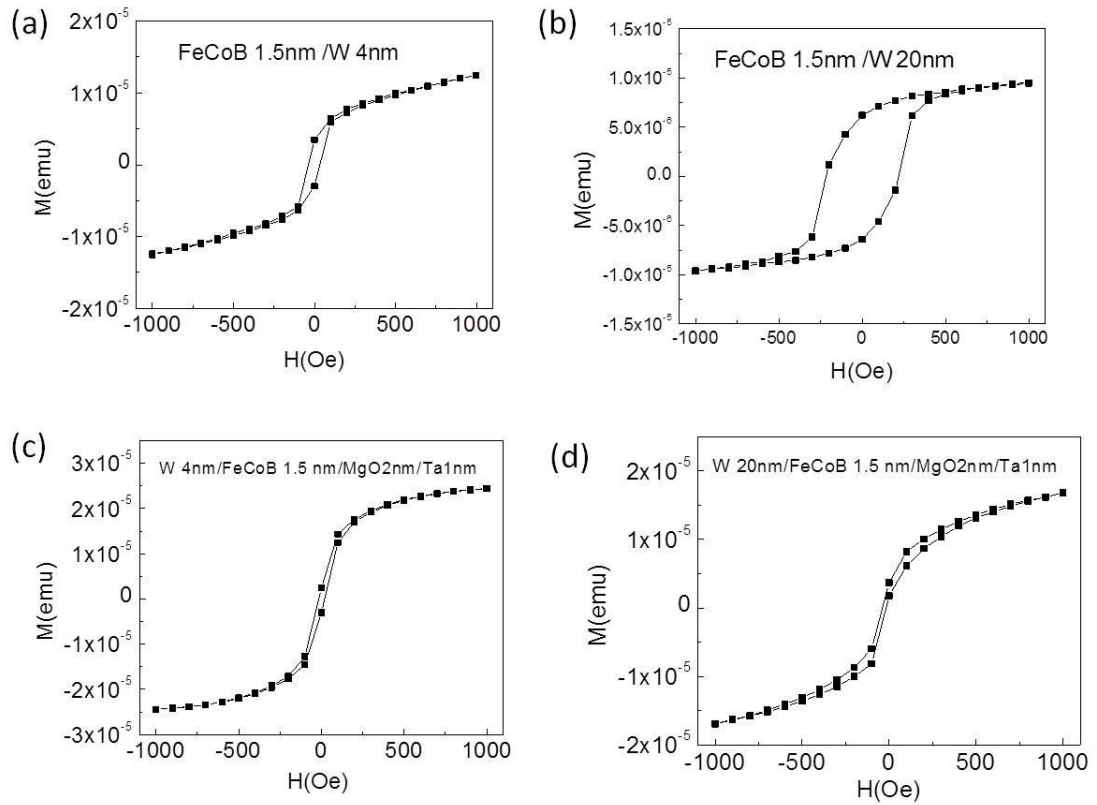 (a)
FeCoB 1.5nm /W 4nm
2x10⁻⁵
1x10⁻⁵
0
-1x10⁻⁵
-2x10⁻⁵
M(emu)
-1000 -500 0 500 1000
H(Oe)
(b)
FeCoB 1.5nm /W 20nm
1.5x10⁻⁵
1.0x10⁻⁵
5.0x10⁻⁶
0.0
-5.0x10⁻⁶
-1.0x10⁻⁵
-1.5x10⁻⁵
M(emu)
-1000 -500 0 500 1000
H(Oe)
(c)
W 4nm/FeCoB 1.5 nm/MgO2nm/Ta1nm
3x10⁻⁵
2x10⁻⁵
1x10⁻⁵
0
-1x10⁻⁵
-2x10⁻⁵
-3x10⁻⁵
M(emu)
-1000 -500 0 500 1000
H(Oe)
(d)
W 20nm/FeCoB 1.5 nm/MgO2nm/Ta1nm
2x10⁻⁵
1x10⁻⁵
0
-1x10⁻⁵
-2x10⁻⁵
M(emu)
-1000 -500 0 500 1000
H(Oe)